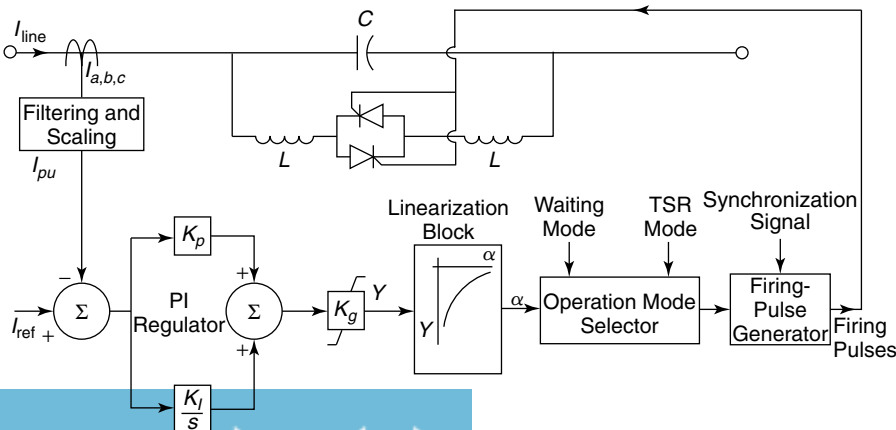 C
I_line
I_a,b,c
Filtering and
Scaling
L
L
I_pu
Linearization
Block
Waiting
Mode
TSR
Mode
Synchronization
Signal
K_p
α
−
+
Σ
PI
Regulator
Σ
K_g
Y
Y
α
Operation Mode
Selector
Firing-
Pulse
Generator
I_ref
+
+
Firing
Pulses
K_I
s